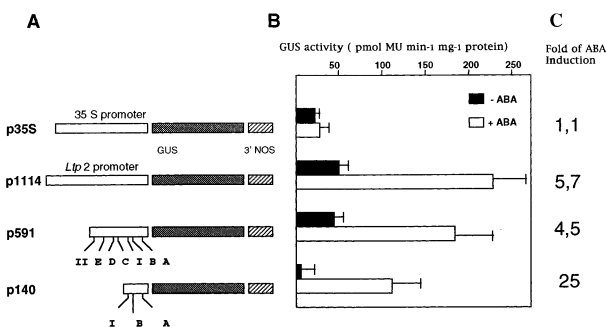 A
B
C
GUS activity ( pmol MU min-1 mg-1 protein)
Fold of ABA
Induction
50
100
150
200
250
35 S promoter
p35S
GUS
3' NOS
- ABA
+ ABA
1,1
Ltp 2 promoter
p1114
5,7
p591
II E D C I B A
4,5
p140
I B A
25